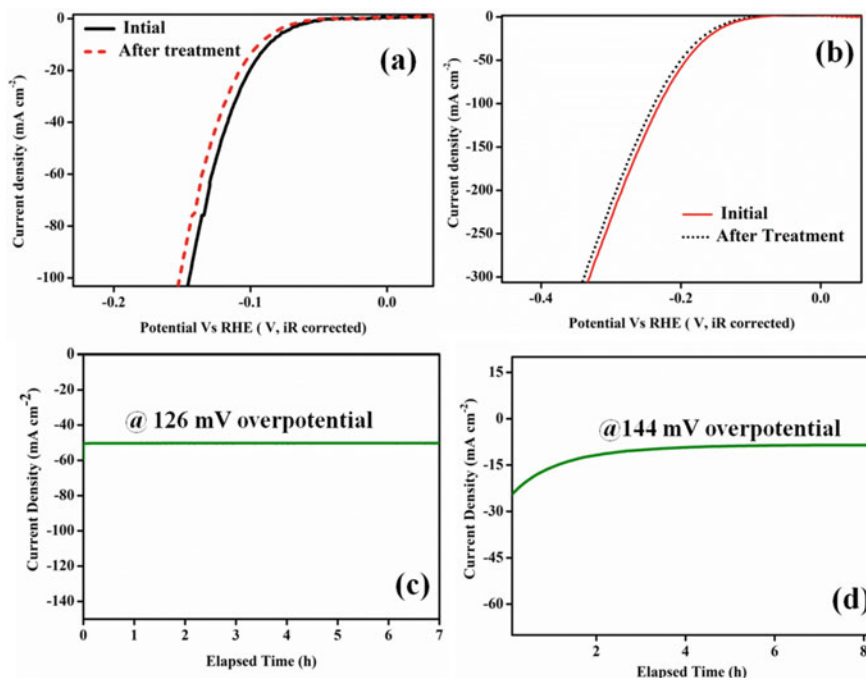 0
-20
-40
-60
-80
-100
Current density (mA cm⁻²)
Intial
After treatment
(a)
-0.2 -0.1 0.0
Potential Vs RHE ( V, iR corrected)
0
-50
-100
-150
-200
-250
-300
Current density (mA cm⁻²)
(b)
Initial
After Treatment
-0.4 -0.2 0.0
Potential Vs RHE ( V, iR corrected)
0
-20
-40
-60
-80
-100
-120
-140
Current Density (mA cm⁻²)
@ 126 mV overpotential
(c)
0 1 2 3 4 5 6 7
Elapsed Time (h)
15
0
-15
-30
-45
-60
Current Density (mA cm⁻²)
@144 mV overpotential
(d)
2 4 6 8
Elapsed Time (h)